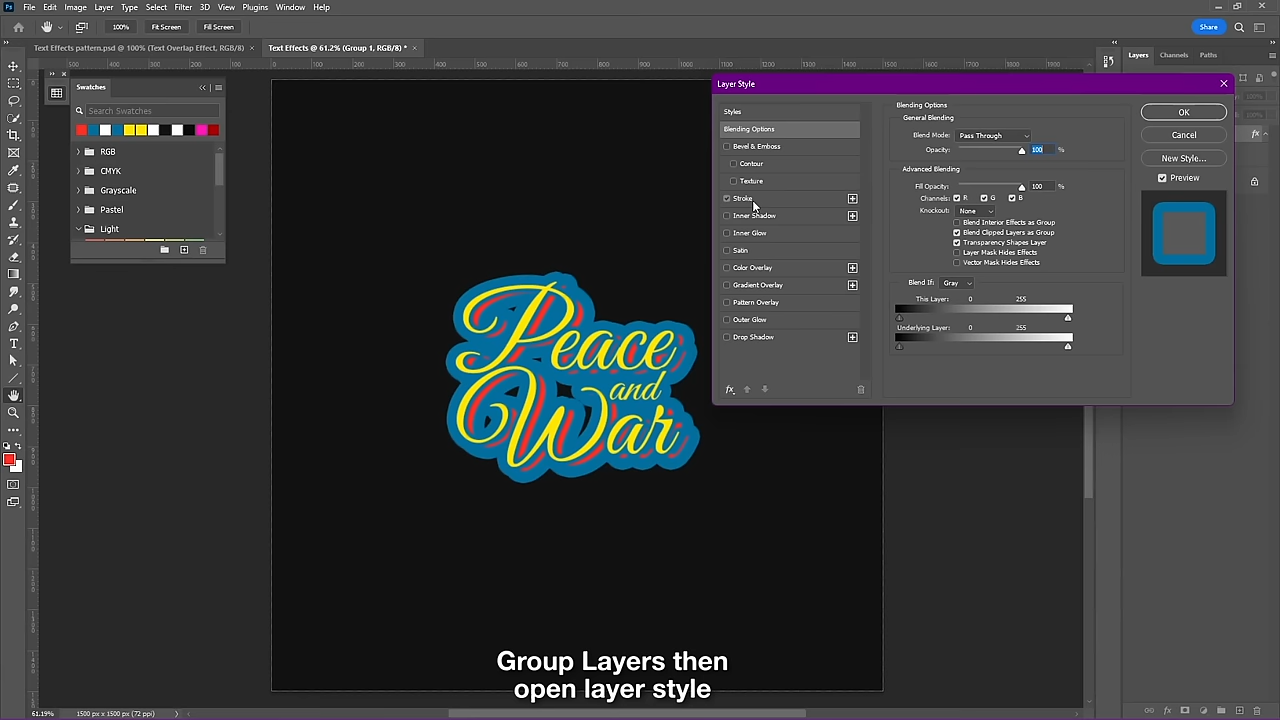 File Edit Image Layer Type Select Filter 3D View Plugins Window Help
100% Fit Screen Fill Screen Share
Text Effects pattern.psd @ 100% (Text Overlap Effect, RGB/8) × Text Effects @ 61.2% (Group 1, RGB/8) * ×
Layers Channels Paths
Swatches
Search Swatches
RGB
CMYK
Grayscale
Pastel
Light
Layer Style
Styles
Blending Options
Bevel & Emboss
Contour
Texture
Stroke
Inner Shadow
Inner Glow
Satin
Color Overlay
Gradient Overlay
Pattern Overlay
Outer Glow
Drop Shadow
fx
Blending Options
General Blending
Blend Mode: Pass Through
Opacity: 100 %
Advanced Blending
Fill Opacity: 100 %
Channels: R G B
Knockout: None
Blend Interior Effects as Group
Blend Clipped Layers as Group
Transparency Shapes Layer
Layer Mask Hides Effects
Vector Mask Hides Effects
Blend If: Gray
This Layer: 0 255
Underlying Layer: 0 255
OK
Cancel
New Style...
Preview
Peace
and
War
Group Layers then
open layer style
61.19% 1500 px x 1500 px (72 ppi)